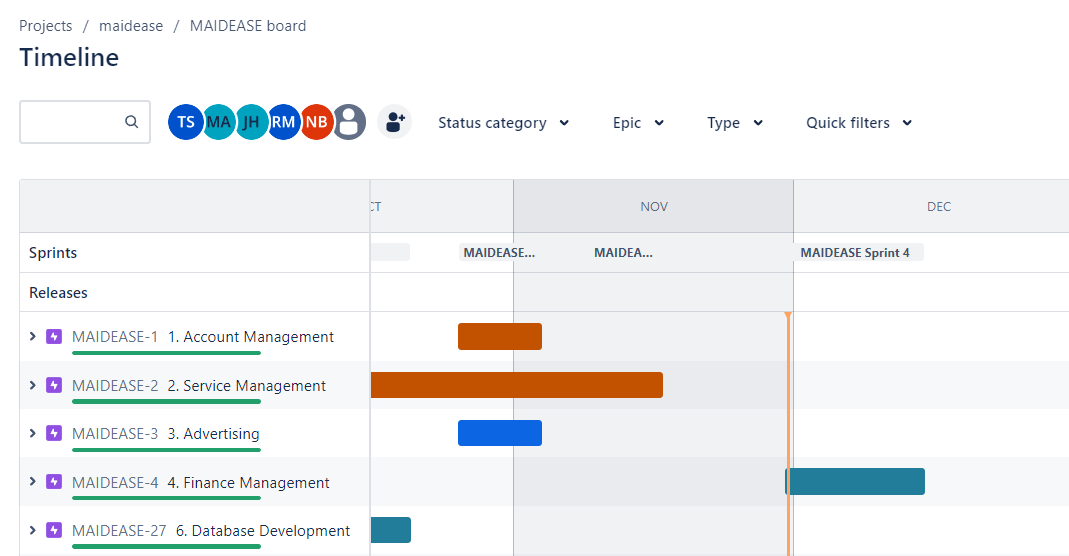 Projects / maidease / MAIDEASE board
Timeline
TS MA JH RM NB Status category Epic Type Quick filters
CT NOV DEC
Sprints MAIDEASE... MAIDEA... MAIDEASE Sprint 4
Releases
MAIDEASE-1 1. Account Management
MAIDEASE-2 2. Service Management
MAIDEASE-3 3. Advertising
MAIDEASE-4 4. Finance Management
MAIDEASE-27 6. Database Development